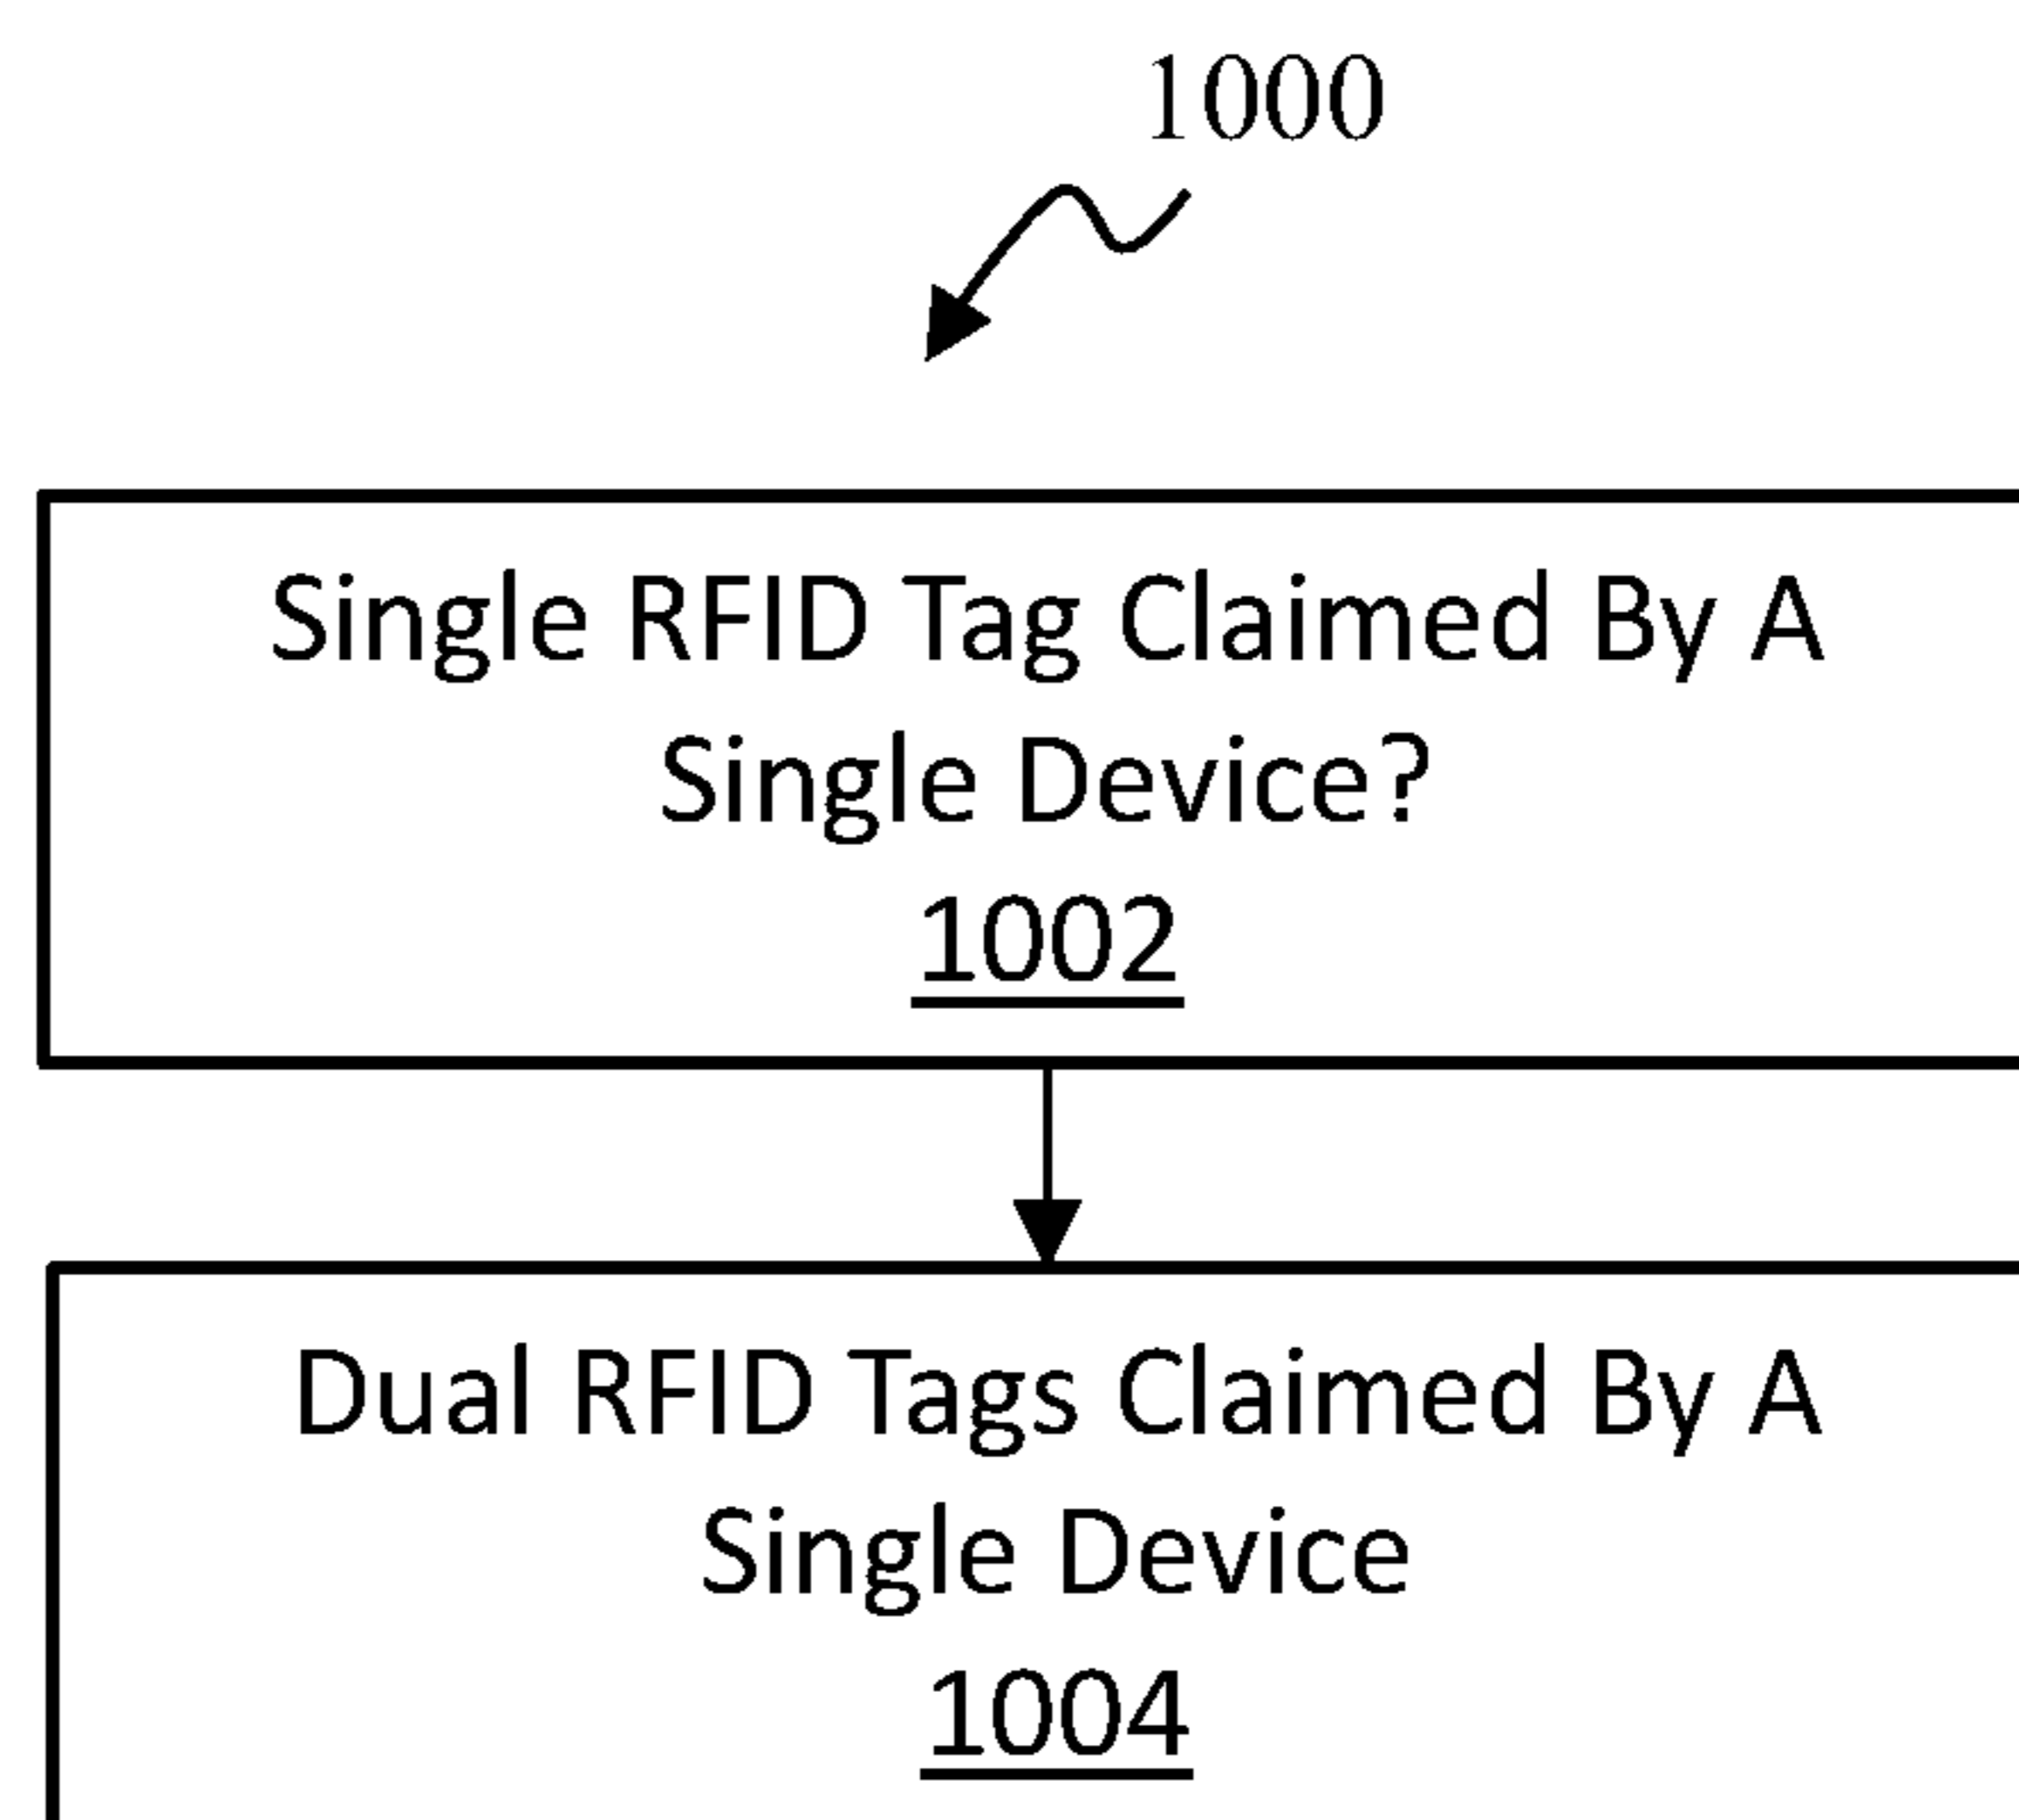 1000
Single RFID Tag Claimed By A
Single Device?
1002
Dual RFID Tags Claimed By A
Single Device
1004